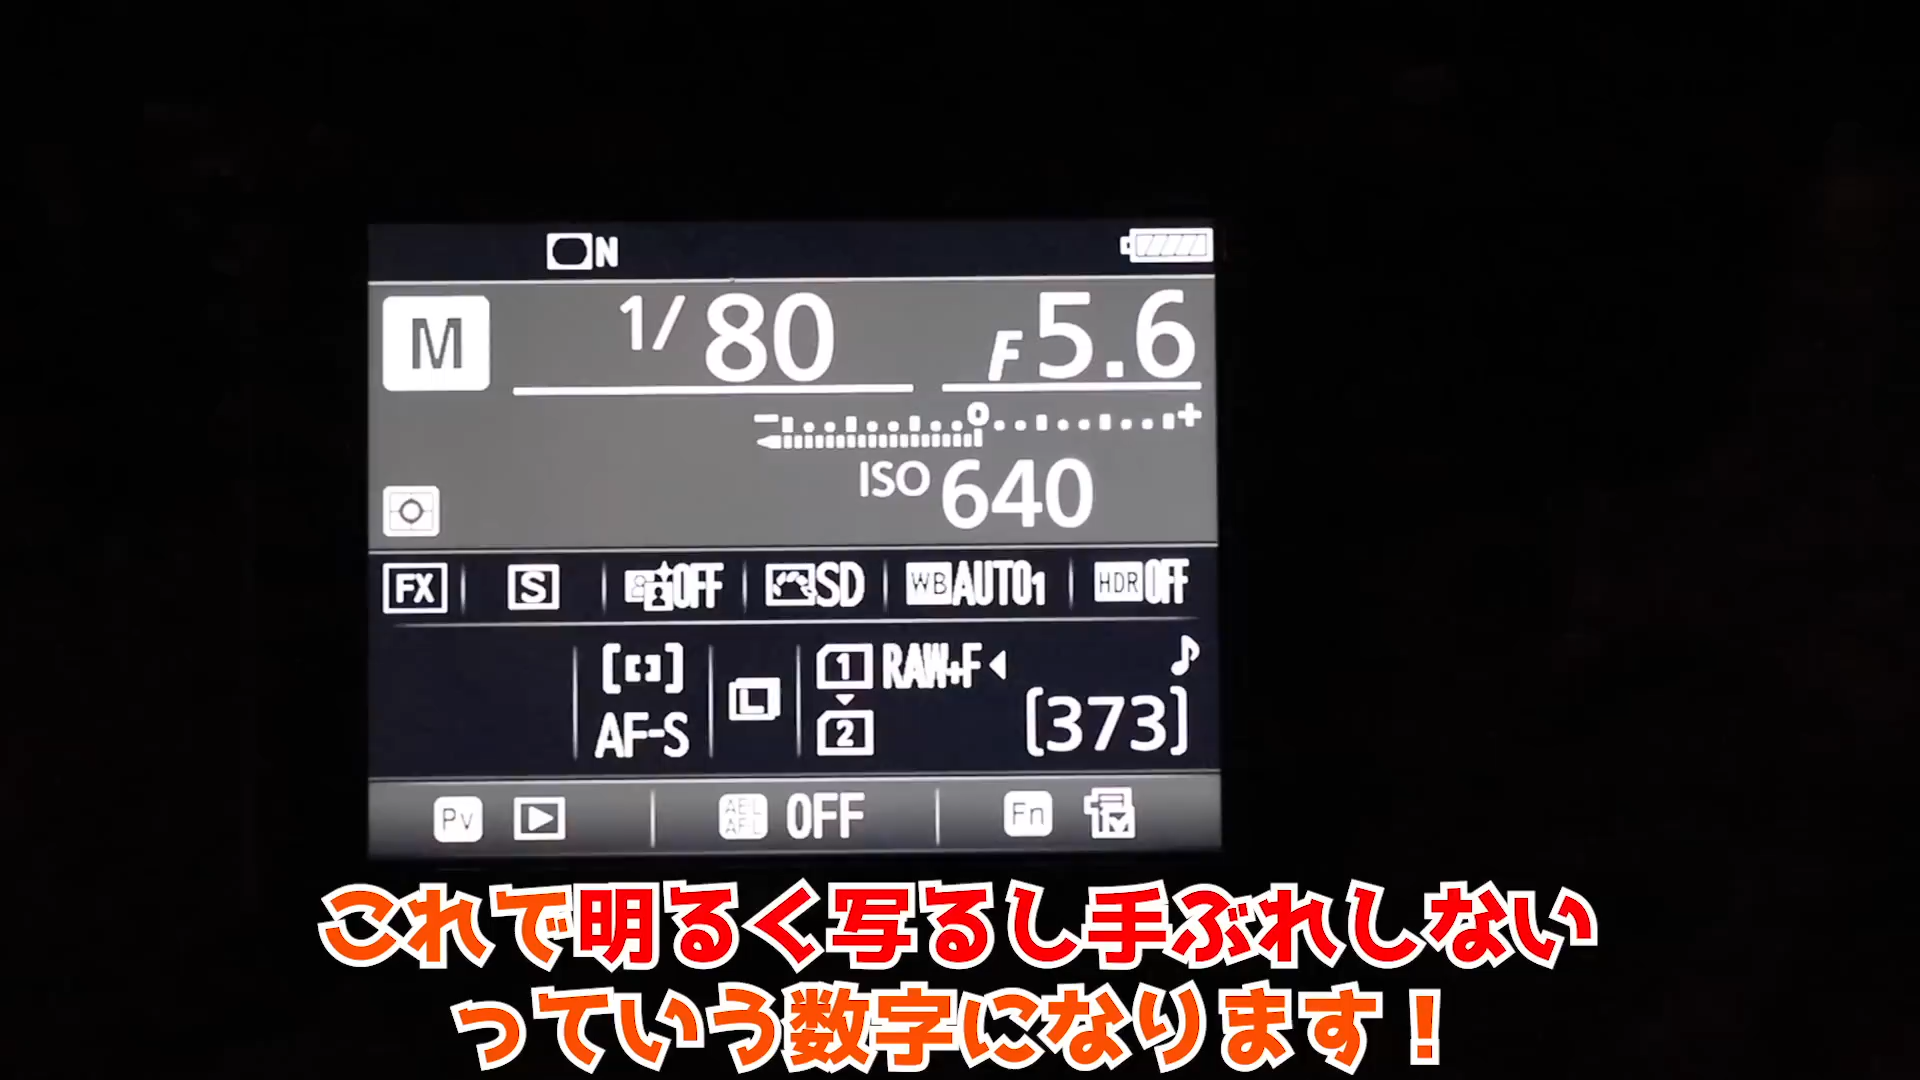 N
M 1/80 F5.6
− 0 +
ISO 640
FX S OFF SD WB AUTO1 HDR OFF
1 RAW+F
AF-S L 2 [373]
Pv AE-L AF-L OFF Fn
これで明るく写るし手ぶれしない
っていう数字になります！